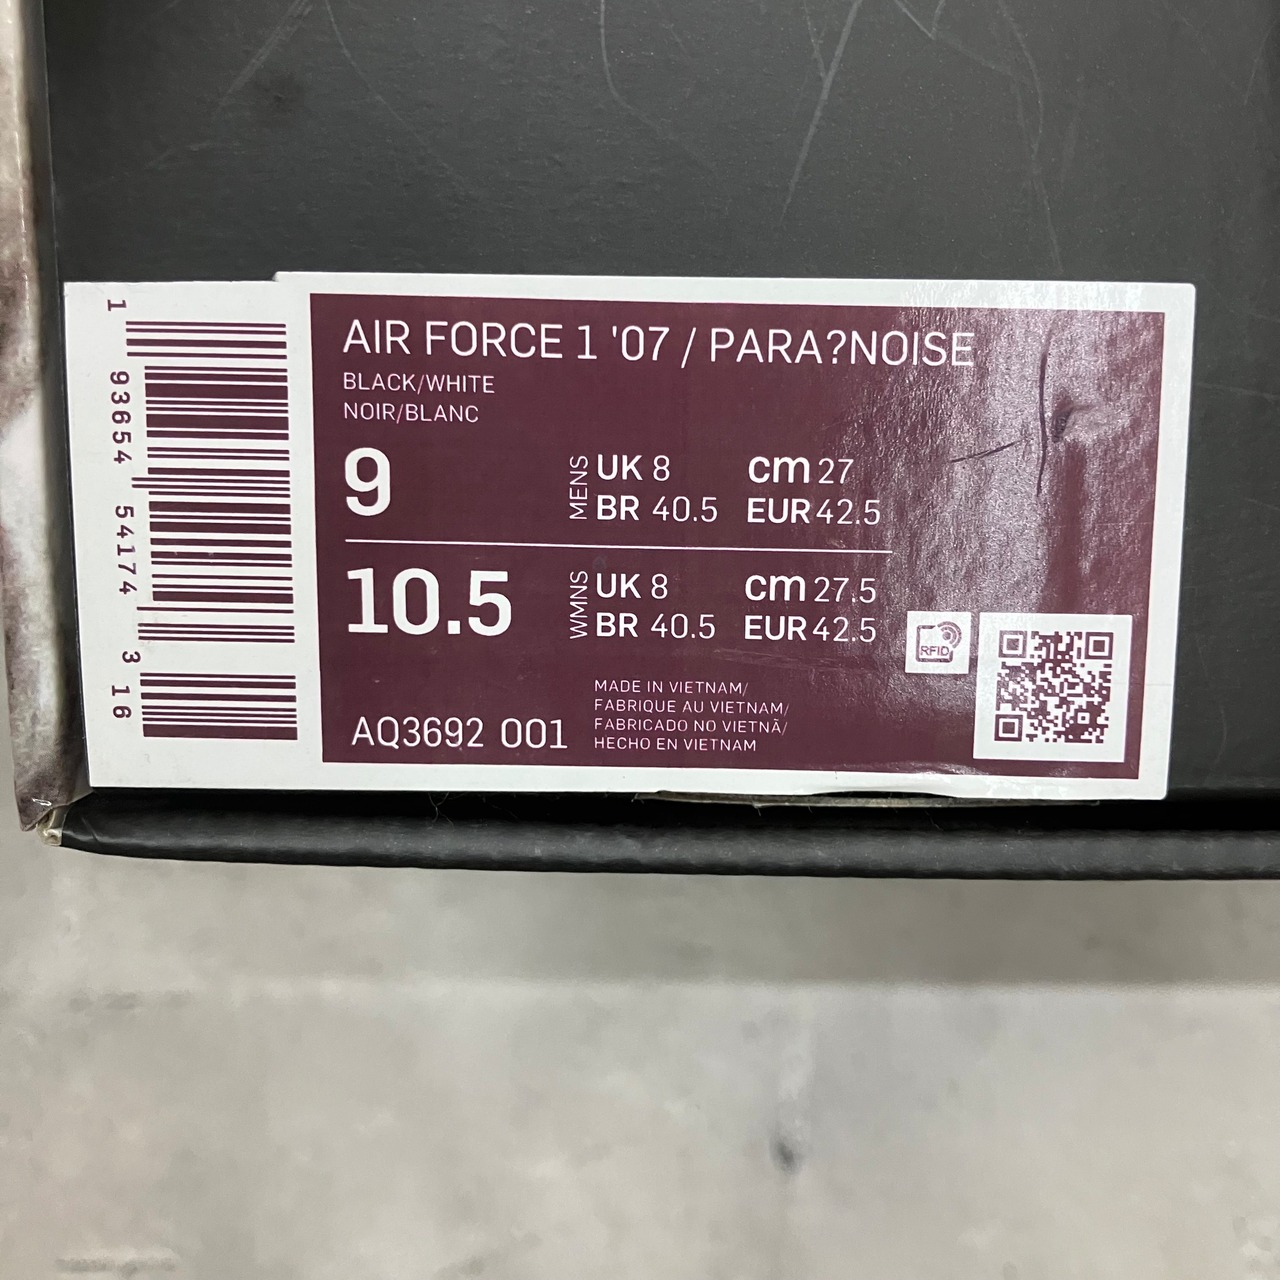 1 93654 54174 3 16
AIR FORCE 1 '07 / PARA?NOISE
BLACK/WHITE
NOIR/BLANC
9
MENS
UK 8 cm 27
BR 40.5 EUR 42.5
10.5
WMNS
UK 8 cm 27.5
BR 40.5 EUR 42.5
RFID
AQ3692 001
MADE IN VIETNAM/
FABRIQUE AU VIETNAM/
FABRICADO NO VIETNÃ/
HECHO EN VIETNAM